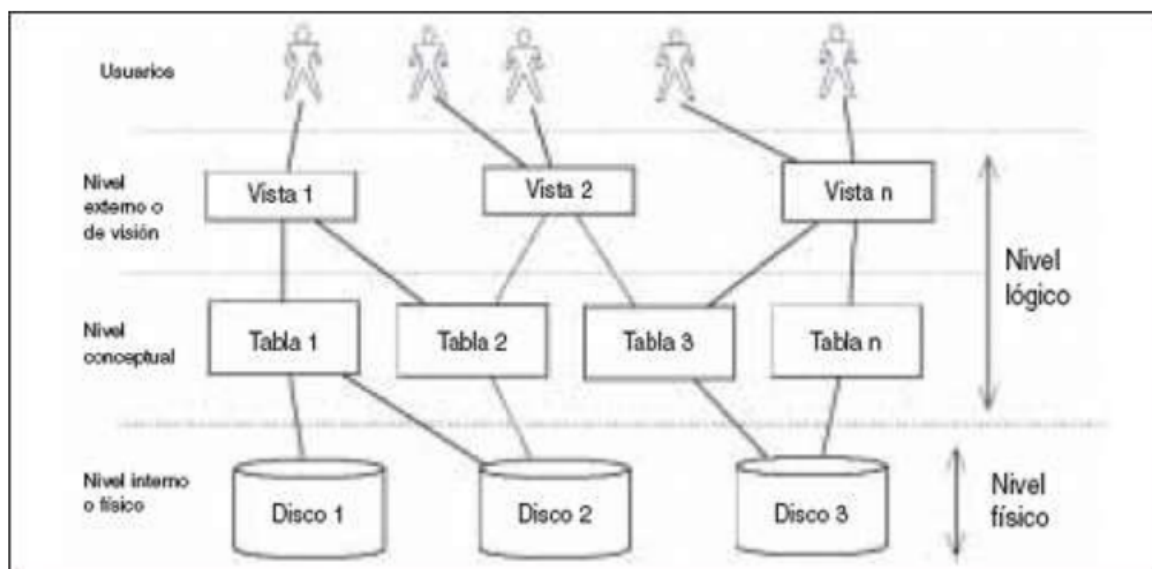 Usuarios
Nivel
externo o
de visión
Vista 1
Vista 2
Vista n
Nivel
lógico
Nivel
conceptual
Tabla 1
Tabla 2
Tabla 3
Tabla n
Nivel interno
o físico
Disco 1
Disco 2
Disco 3
Nivel
físico